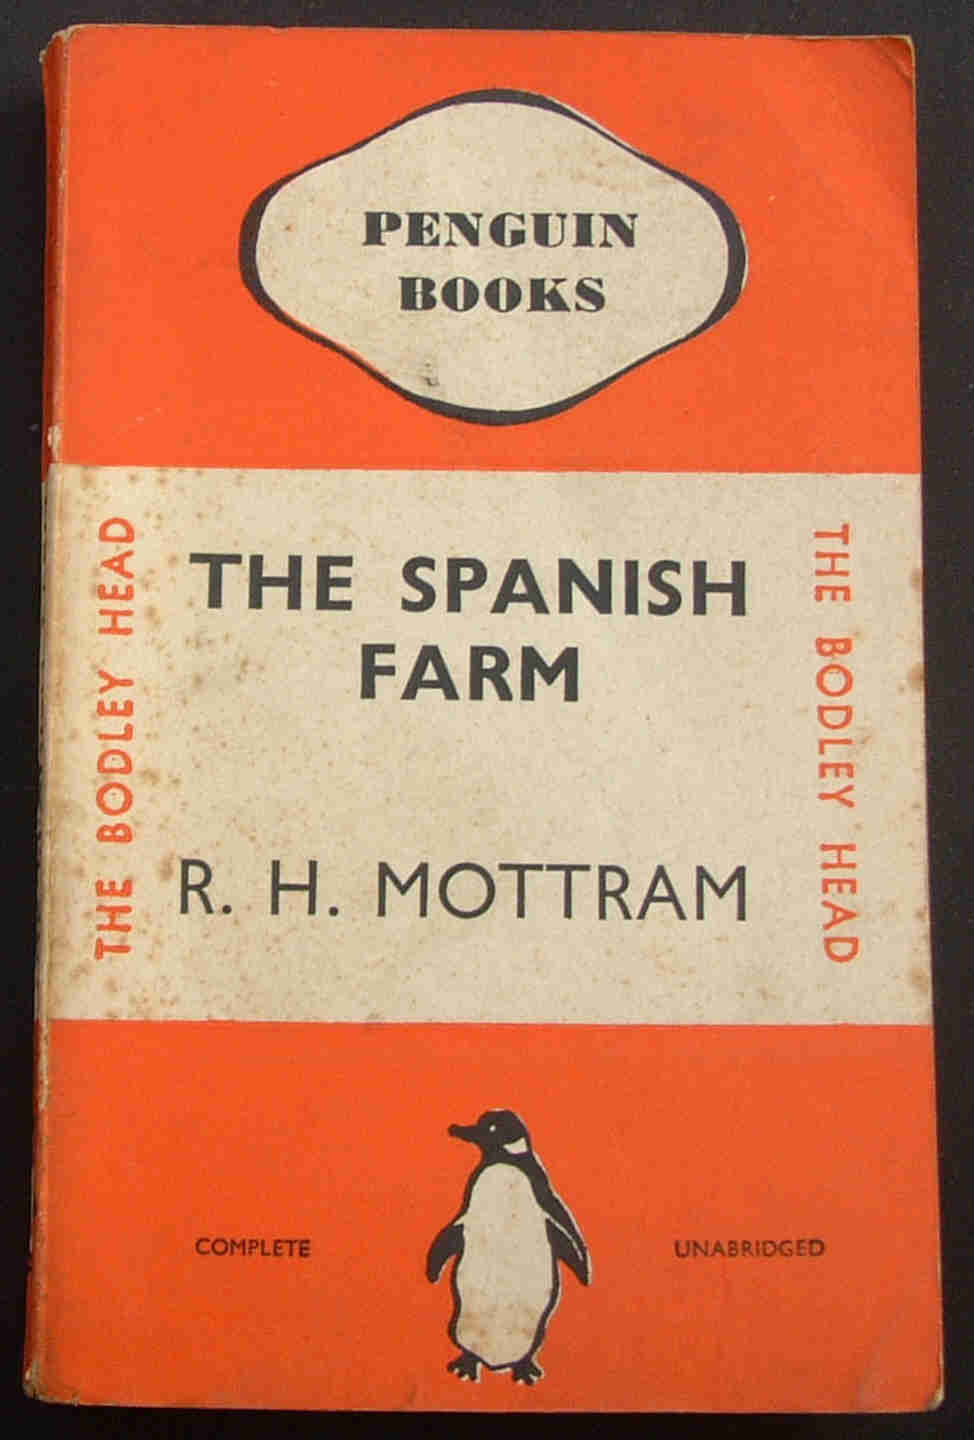 PENGUIN
BOOKS
THE BODLEY HEAD
THE SPANISH
FARM
R. H. MOTTRAM
THE BODLEY HEAD
COMPLETE
UNABRIDGED